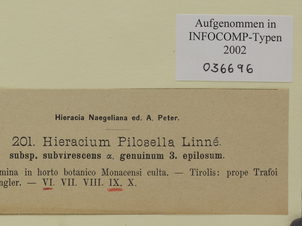 Aufgenommen in
INFOCOMP-Typen
2002
036696
Hieracia Naegeliana ed. A. Peter.
201. Hieracium Pilosella Linné.
subsp. subvirescens α. genuinum 3. epilosum.
mina in horto botanico Monacensi culta. — Tirolis: prope Trafoi
ngler. — VI. VII. VIII. IX. X.